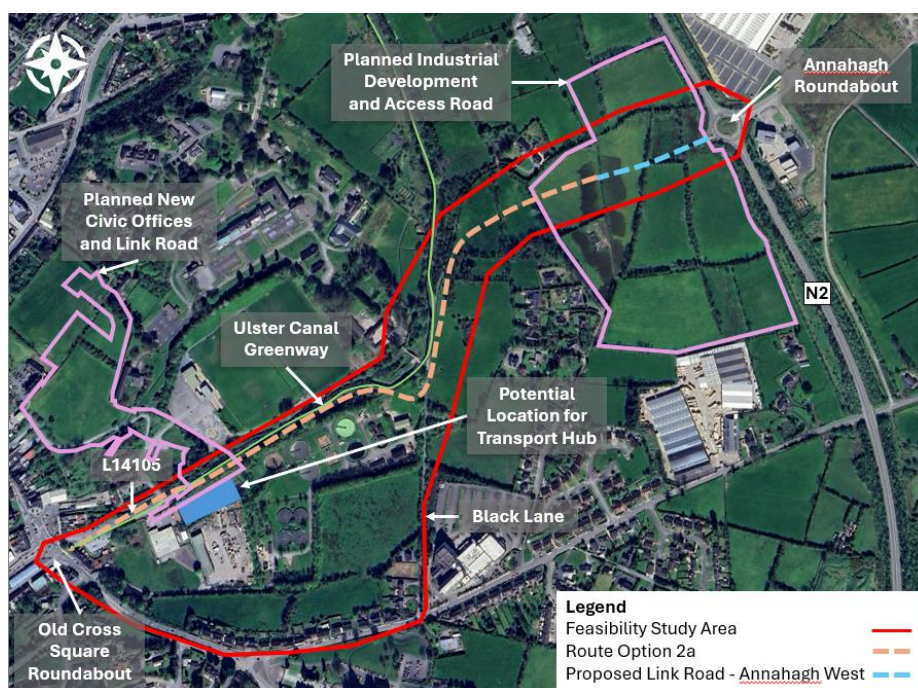 Planned Industrial
Development
and Access Road
Annahagh
Roundabout
Planned New
Civic Offices
and Link Road
N2
Ulster Canal
Greenway
Potential
Location for
Transport Hub
L14105
Black Lane
Old Cross
Square
Roundabout
Legend
Feasibility Study Area
Route Option 2a
Proposed Link Road - Annahagh West